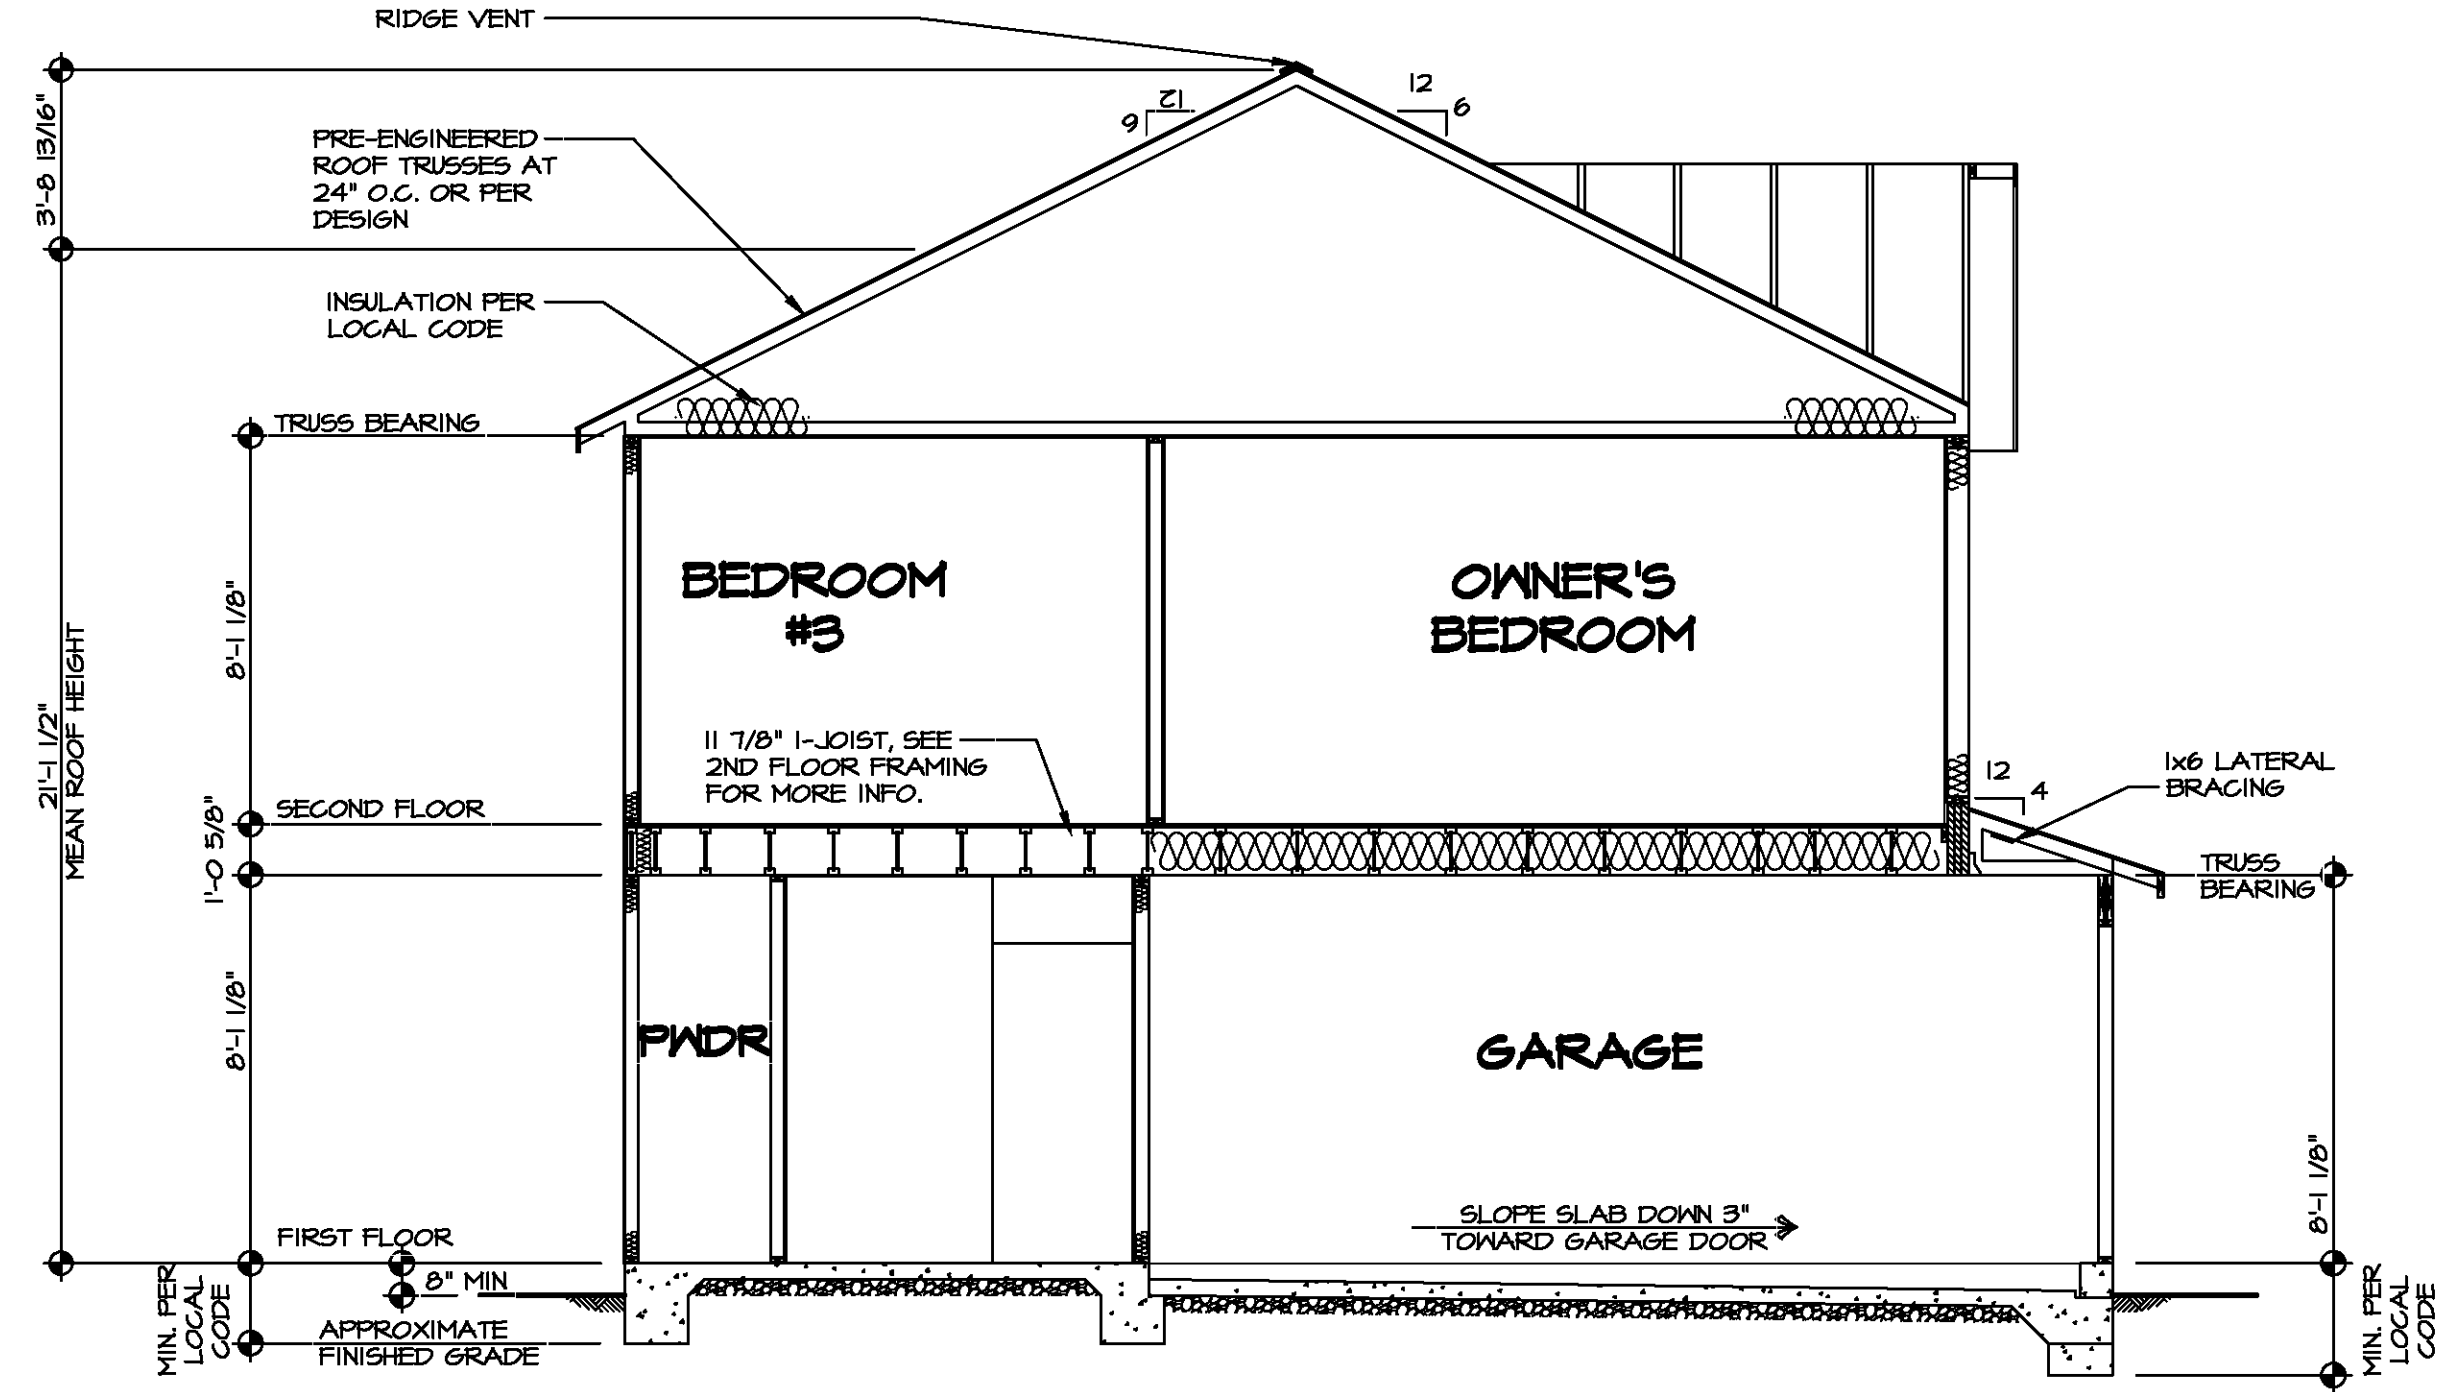 RIDGE VENT
12
6
12
6
3'-8 13/16"
PRE-ENGINEERED
ROOF TRUSSES AT
24" O.C. OR PER
DESIGN
INSULATION PER
LOCAL CODE
TRUSS BEARING
BEDROOM
#3
OWNER'S
BEDROOM
8'-1 1/8"
21'-1 1/2"
MEAN ROOF HEIGHT
11 7/8" I-JOIST, SEE
2ND FLOOR FRAMING
FOR MORE INFO.
12
4
1x6 LATERAL
BRACING
SECOND FLOOR
1'-0 5/8"
TRUSS
BEARING
8'-1 1/8"
PWDR
GARAGE
8'-1 1/8"
SLOPE SLAB DOWN 3"
TOWARD GARAGE DOOR
FIRST FLOOR
8" MIN
MIN. PER
LOCAL
CODE
APPROXIMATE
FINISHED GRADE
MIN. PER
LOCAL
CODE